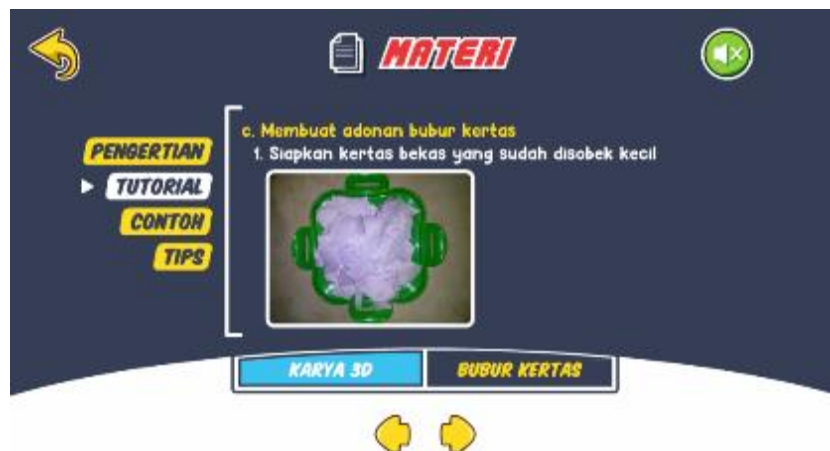 MATERI
PENGERTIAN
TUTORIAL
CONTOH
TIPS
c. Membuat adonan bubur kertas
1. Siapkan kertas bekas yang sudah disobek kecil
KARYA 3D
BUBUR KERTAS